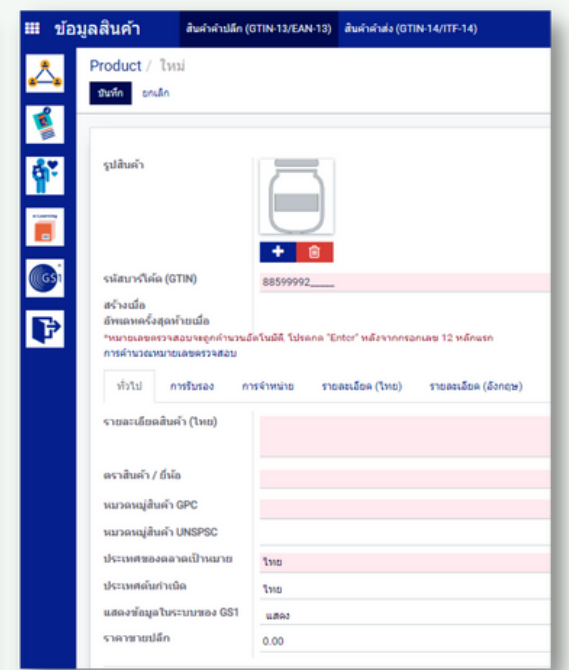 ข้อมูลสินค้า สินค้าค้าปลีก (GTIN-13/EAN-13) สินค้าค้าส่ง (GTIN-14/ITF-14)
Product / ใหม่
บันทึก ยกเลิก
รูปสินค้า
e-Learning
GS1
รหัสบาร์โค้ด (GTIN) 88599992_____
สร้างเมื่อ
อัพเดทครั้งสุดท้ายเมื่อ
*หมายเลขตรวจสอบจะถูกคำนวนอัตโนมัติ โปรดกด "Enter" หลังจากกรอกเลข 12 หลักแรก
การคำนวณหมายเลขตรวจสอบ
ทั่วไป การรับรอง การจำหน่าย รายละเอียด (ไทย) รายละเอียด (อังกฤษ)
รายละเอียดสินค้า (ไทย)
ตราสินค้า / ยี่ห้อ
หมวดหมู่สินค้า GPC
หมวดหมู่สินค้า UNSPSC
ประเทศของตลาดเป้าหมาย ไทย
ประเทศต้นกำเนิด ไทย
แสดงข้อมูลในระบบของ GS1 แสดง
ราคาขายปลีก 0.00